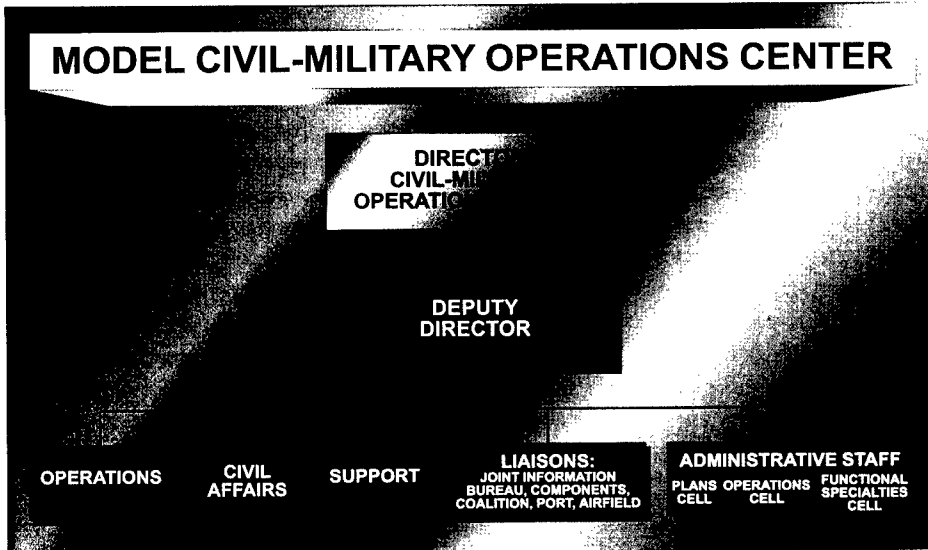 MODEL CIVIL-MILITARY OPERATIONS CENTER
DIRECTO
CIVIL-MI
OPERATIO
DEPUTY
DIRECTOR
OPERATIONS
CIVIL
AFFAIRS
SUPPORT
LIAISONS:
JOINT INFORMATION
BUREAU, COMPONENTS,
COALITION, PORT, AIRFIELD
ADMINISTRATIVE STAFF
PLANS
CELL
OPERATIONS
CELL
FUNCTIONAL
SPECIALTIES
CELL